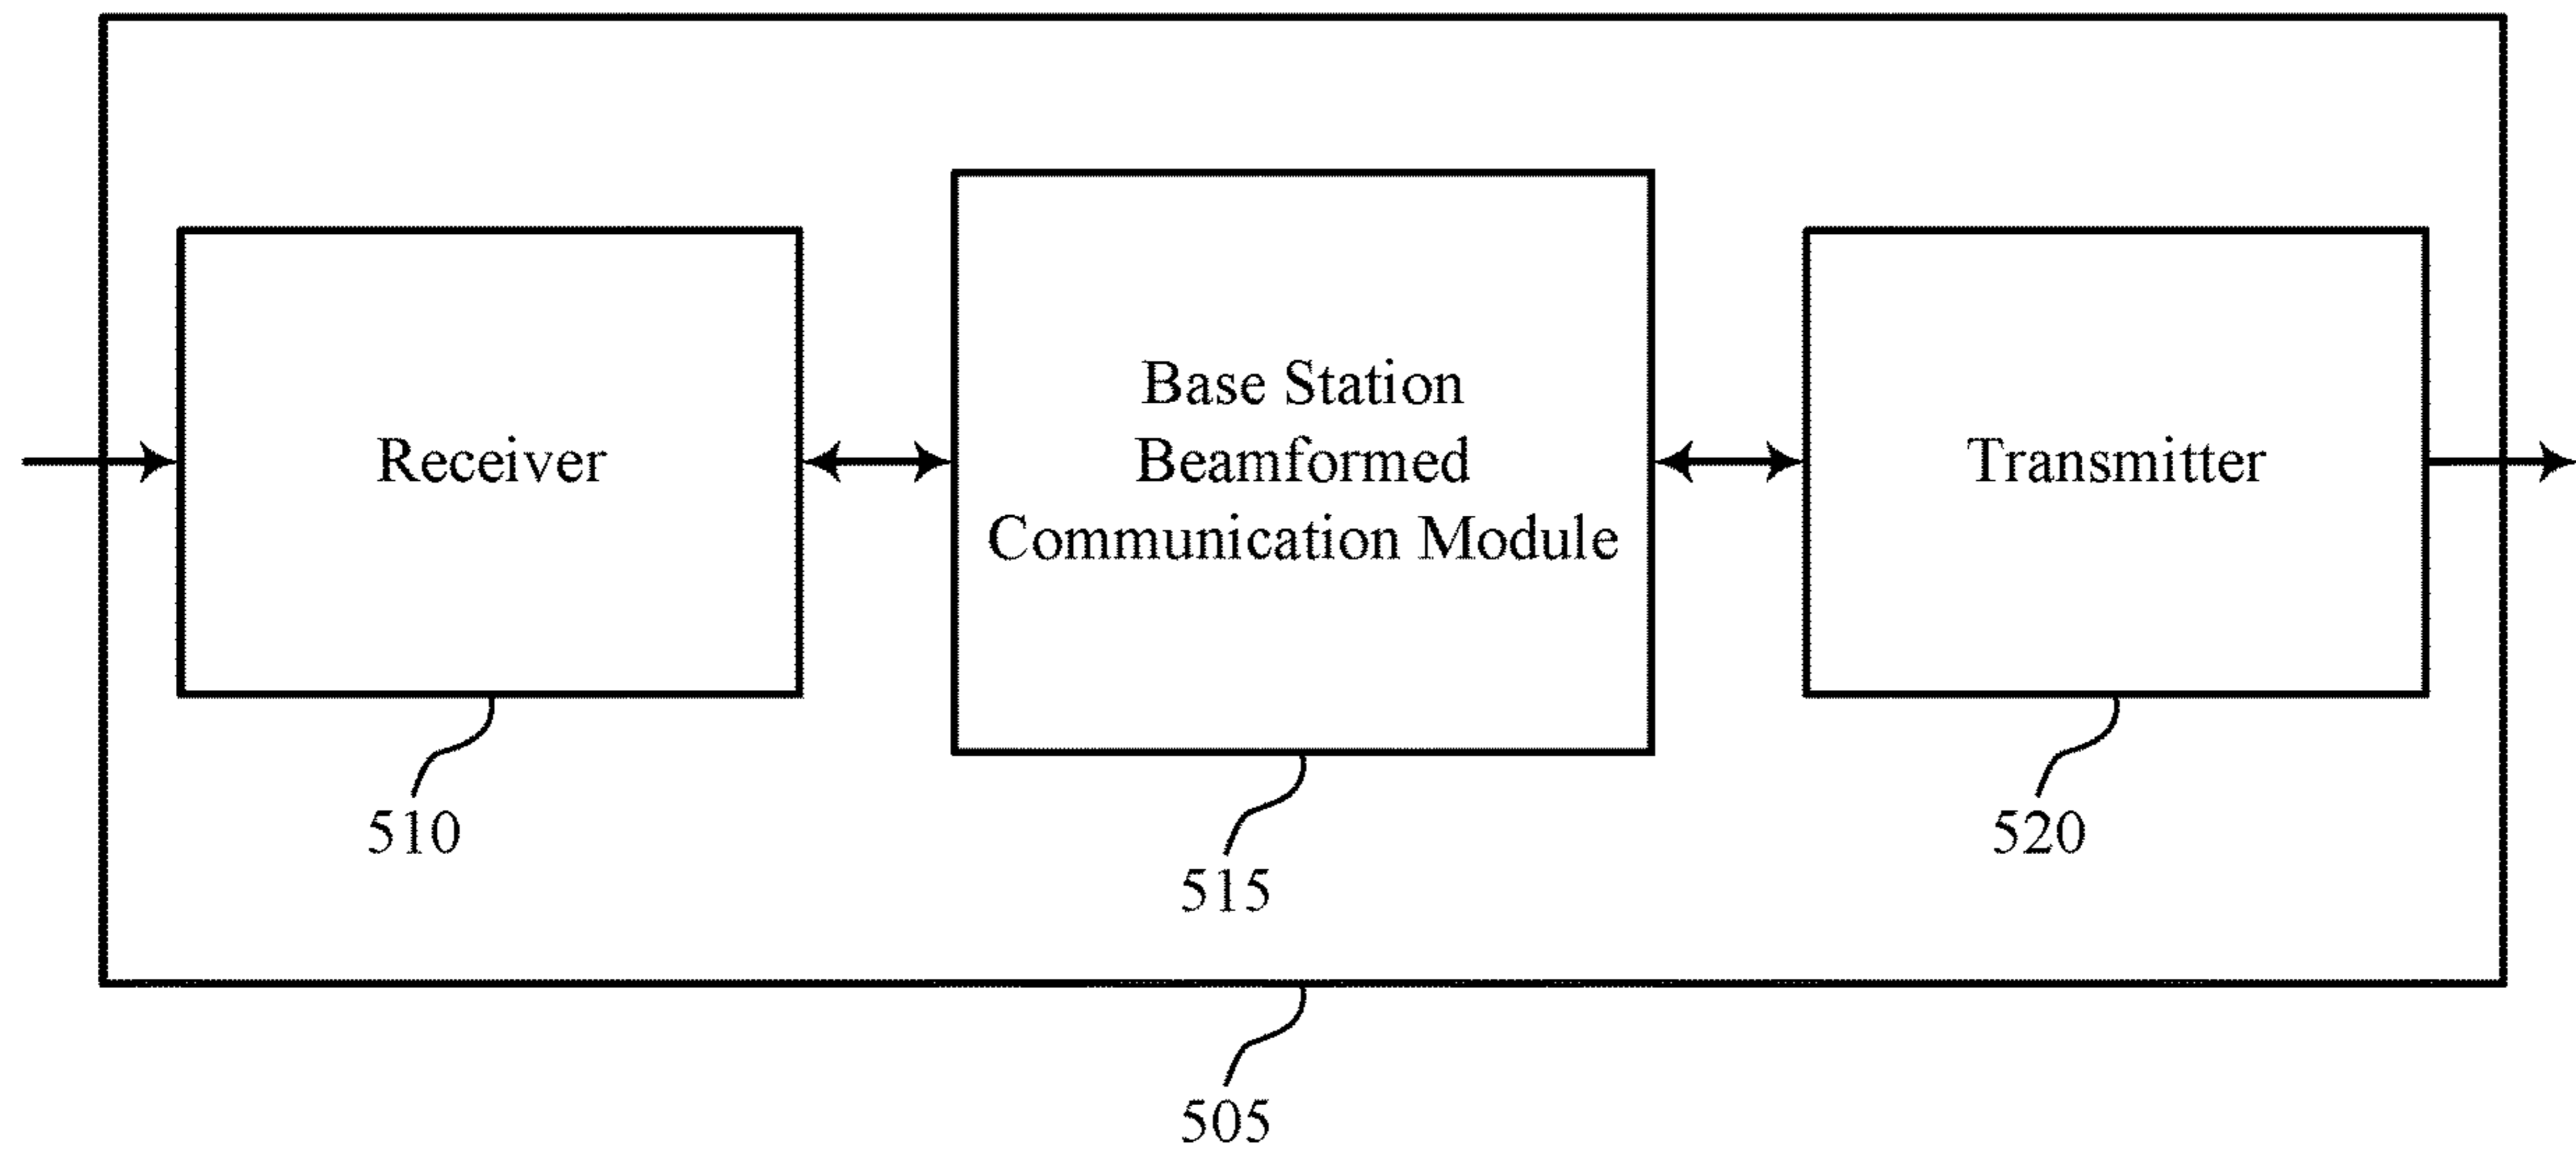 Receiver
Base Station
Beamformed
Communication Module
Transmitter
510
515
520
505